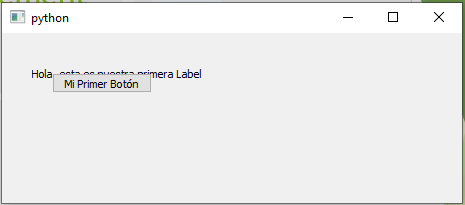 python
Hola, esta es nuestra primera Label
Mi Primer Botón